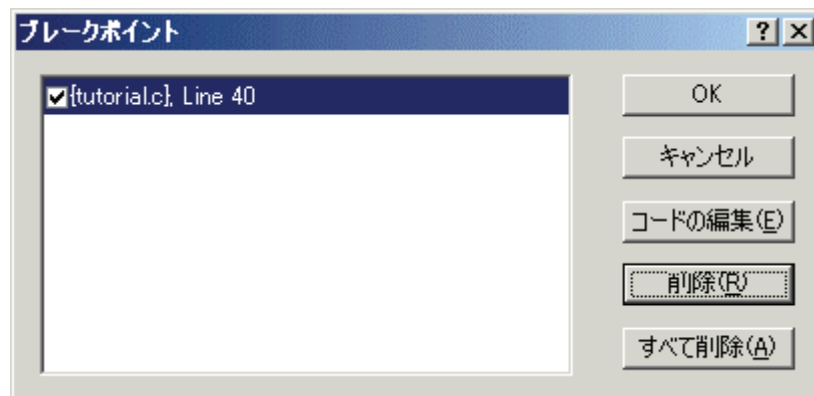 ブレークポイント
{tutorial.c}, Line 40
OK
キャンセル
コードの編集(E)
削除(R)
すべて削除(A)